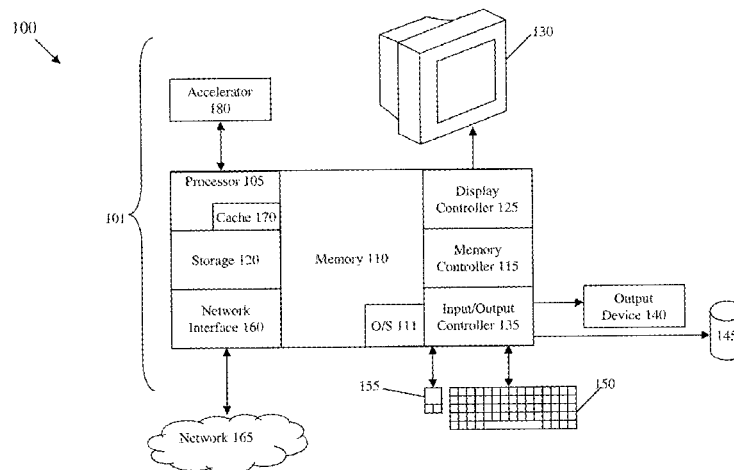 100
130
Accelerator
180
Processor 105
Cache 170
Display
Controller 125
101
Storage 120
Memory 110
Memory
Controller 115
Network
Interface 160
O/S 111
Input/Output
Controller 135
Output
Device 140
145
155
150
Network 165